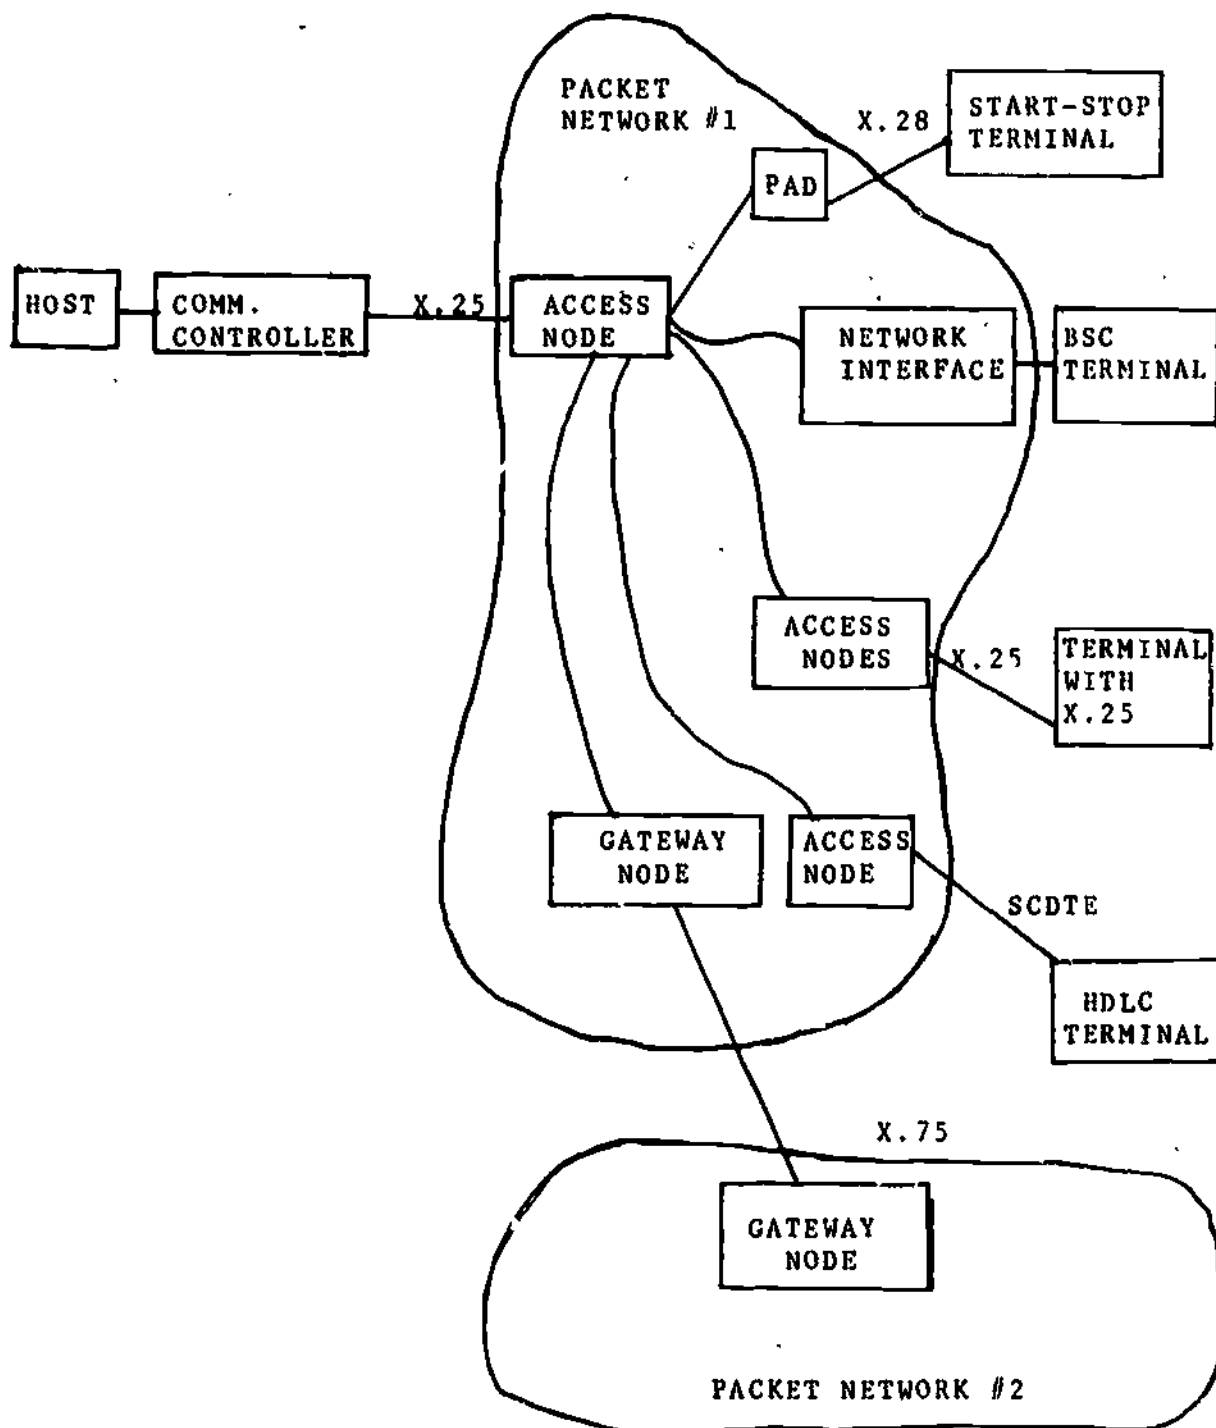 PACKET
NETWORK #1
X.28
START-STOP
TERMINAL
PAD
HOST
COMM.
CONTROLLER
X.25
ACCESS
NODE
NETWORK
INTERFACE
BSC
TERMINAL
ACCESS
NODES
X.25
TERMINAL
WITH
X.25
GATEWAY
NODE
ACCESS
NODE
SCDTE
HDLC
TERMINAL
X.75
GATEWAY
NODE
PACKET NETWORK #2